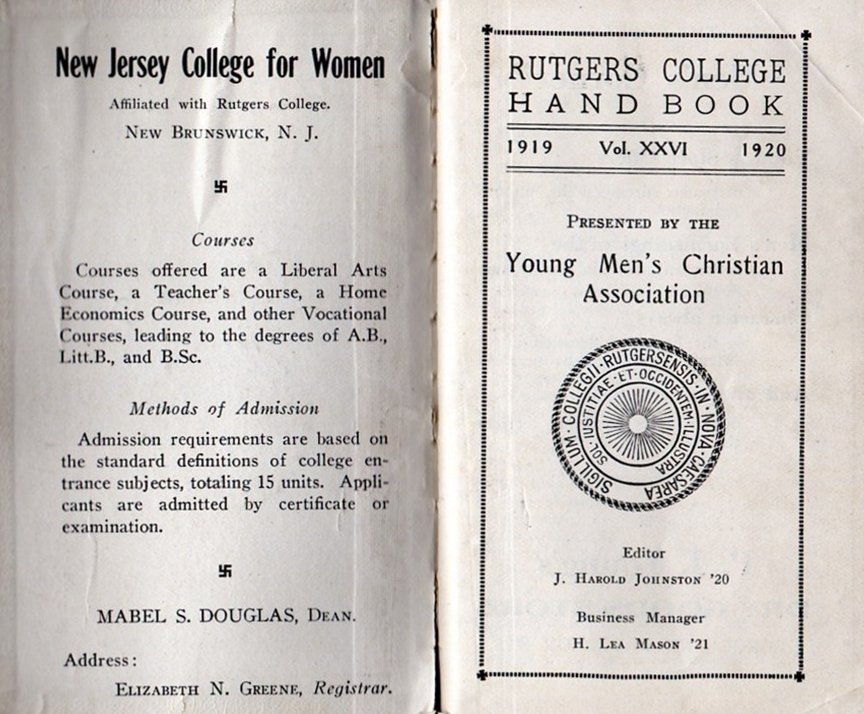 New Jersey College for Women
Affiliated with Rutgers College.
NEW BRUNSWICK, N. J.
卐
Courses
Courses offered are a Liberal Arts
Course, a Teacher's Course, a Home
Economics Course, and other Vocational
Courses, leading to the degrees of A.B.,
Litt.B., and B.Sc.
Methods of Admission
Admission requirements are based on
the standard definitions of college en-
trance subjects, totaling 15 units. Appli-
cants are admitted by certificate or
examination.
卐
MABEL S. DOUGLAS, DEAN.
Address:
ELIZABETH N. GREENE, Registrar.
RUTGERS COLLEGE
HAND BOOK
1919 Vol. XXVI 1920
PRESENTED BY THE
Young Men's Christian
Association
SIGILLUM·COLLEGII·RUTGERSENSIS·IN·NOVA·CAESAREA
SOL·JUSTITIAE·ET·OCCIDENTEM·ILLUSTRA
Editor
J. HAROLD JOHNSTON '20
Business Manager
H. LEA MASON '21